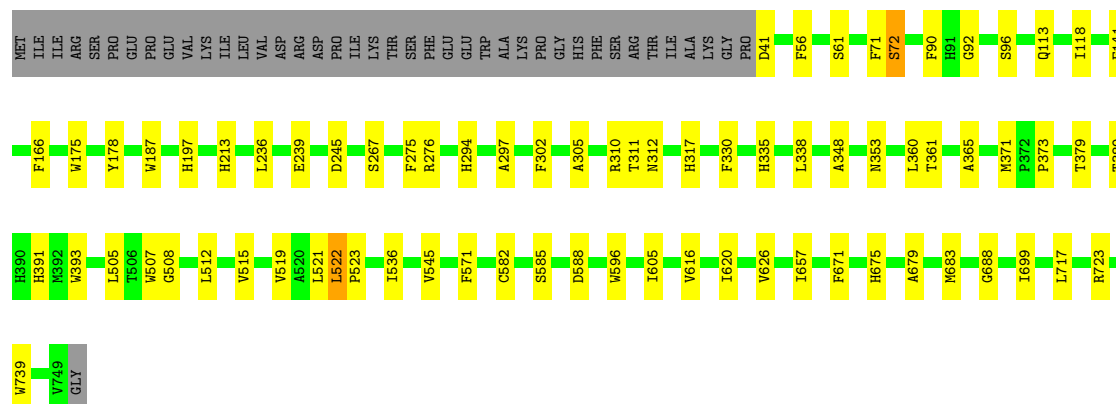 MET ILE ILE ARG SER PRO GLU PRO GLU VAL LYS ILE LEU VAL ASP ARG ASP PRO ILE LYS THR SER PHE GLU GLU TRP ALA LYS PRO GLY HIS PHE SER ARG THR ILE ALA LYS GLY PRO D41 F56 S61 F71 S72 F90 H91 G92 S96 Q113 I118
F166 W175 Y178 W187 H197 H213 L236 E239 D245 S267 F275 R276 H294 A297 F302 A305 R310 T311 N312 H317 F330 H335 L338 A348 N353 L360 T361 A365 M371 P372 P373 T379
H390 H391 M392 W393 L505 T506 W507 G508 L512 V515 V519 A520 L521 L522 P523 I536 V545 F571 C582 S585 D588 W596 I605 V616 I620 V626 I657 F671 H675 A679 M683 G688 I699 L717 R723
W739 V749 GLY